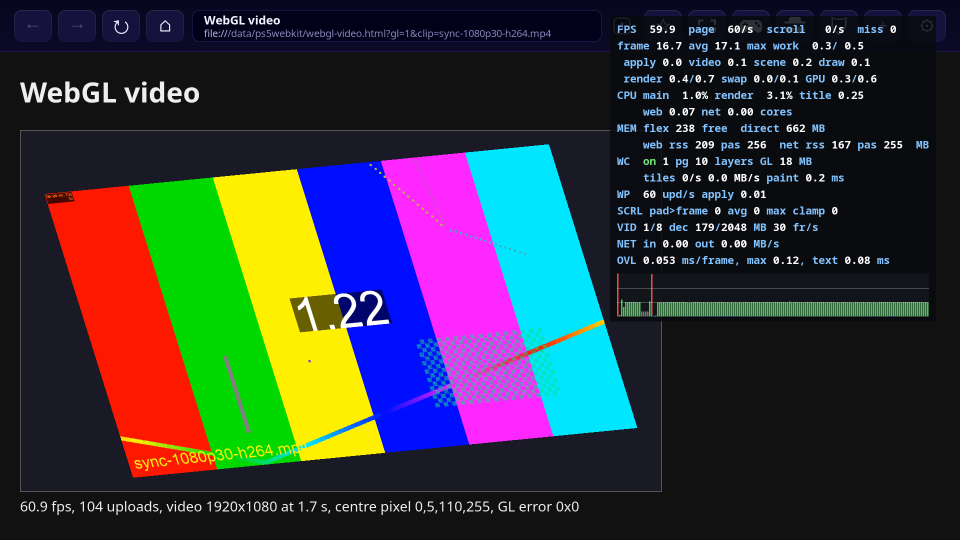 WebGL video
file:///data/ps5webkit/webgl-video.html?gl=1&clip=sync-1080p30-h264.mp4
FPS 59.9 page 60/s scroll 0/s miss 0
frame 16.7 avg 17.1 max work 0.3/ 0.5
apply 0.0 video 0.1 scene 0.2 draw 0.1
render 0.4/0.7 swap 0.0/0.1 GPU 0.3/0.6
CPU main 1.0% render 3.1% title 0.25
web 0.07 net 0.00 cores
MEM flex 238 free direct 662 MB
web rss 209 pas 256 net rss 167 pas 255 MB
WC on 1 pg 10 layers GL 18 MB
tiles 0/s 0.0 MB/s paint 0.2 ms
WP 60 upd/s apply 0.01
SCRL pad>frame 0 avg 0 max clamp 0
VID 1/8 dec 179/2048 MB 30 fr/s
NET in 0.00 out 0.00 MB/s
OVL 0.053 ms/frame, max 0.12, text 0.08 ms
WebGL video
1.22
sync-1080p30-h264.mp4
60.9 fps, 104 uploads, video 1920x1080 at 1.7 s, centre pixel 0,5,110,255, GL error 0x0